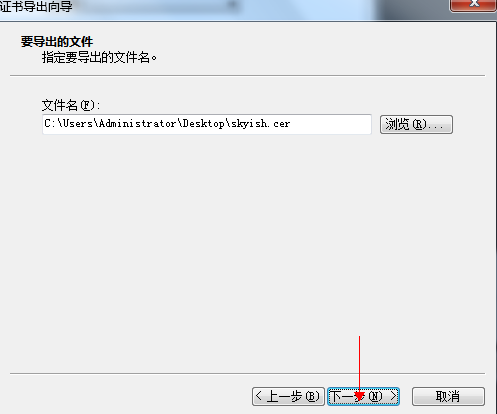 证书导出向导
要导出的文件
指定要导出的文件名。
文件名(F):
C:\Users\Administrator\Desktop\skyish.cer
浏览(R)...
< 上一步(B)
下一步(N) >
取消